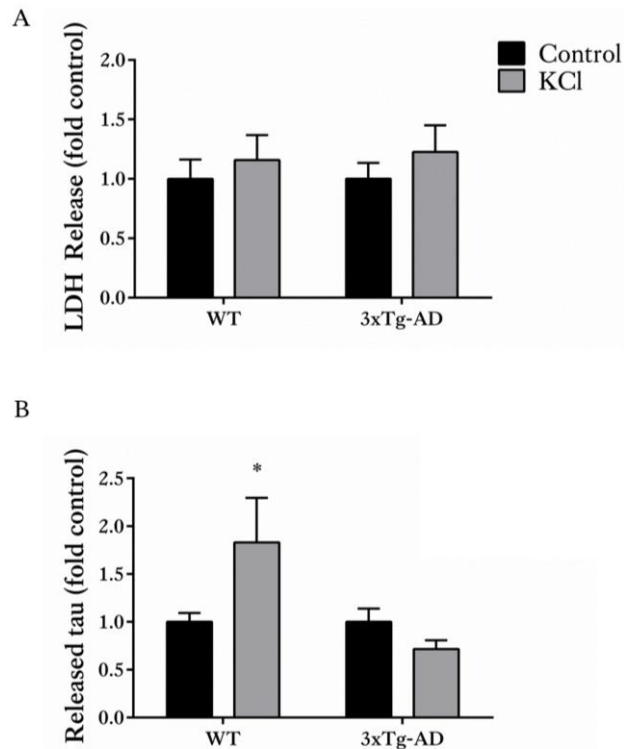 A
Control
KCl
LDH Release (fold control)
2.0
1.5
1.0
0.5
0.0
WT 3xTg-AD
B
*
Released tau (fold control)
2.5
2.0
1.5
1.0
0.5
0.0
WT 3xTg-AD